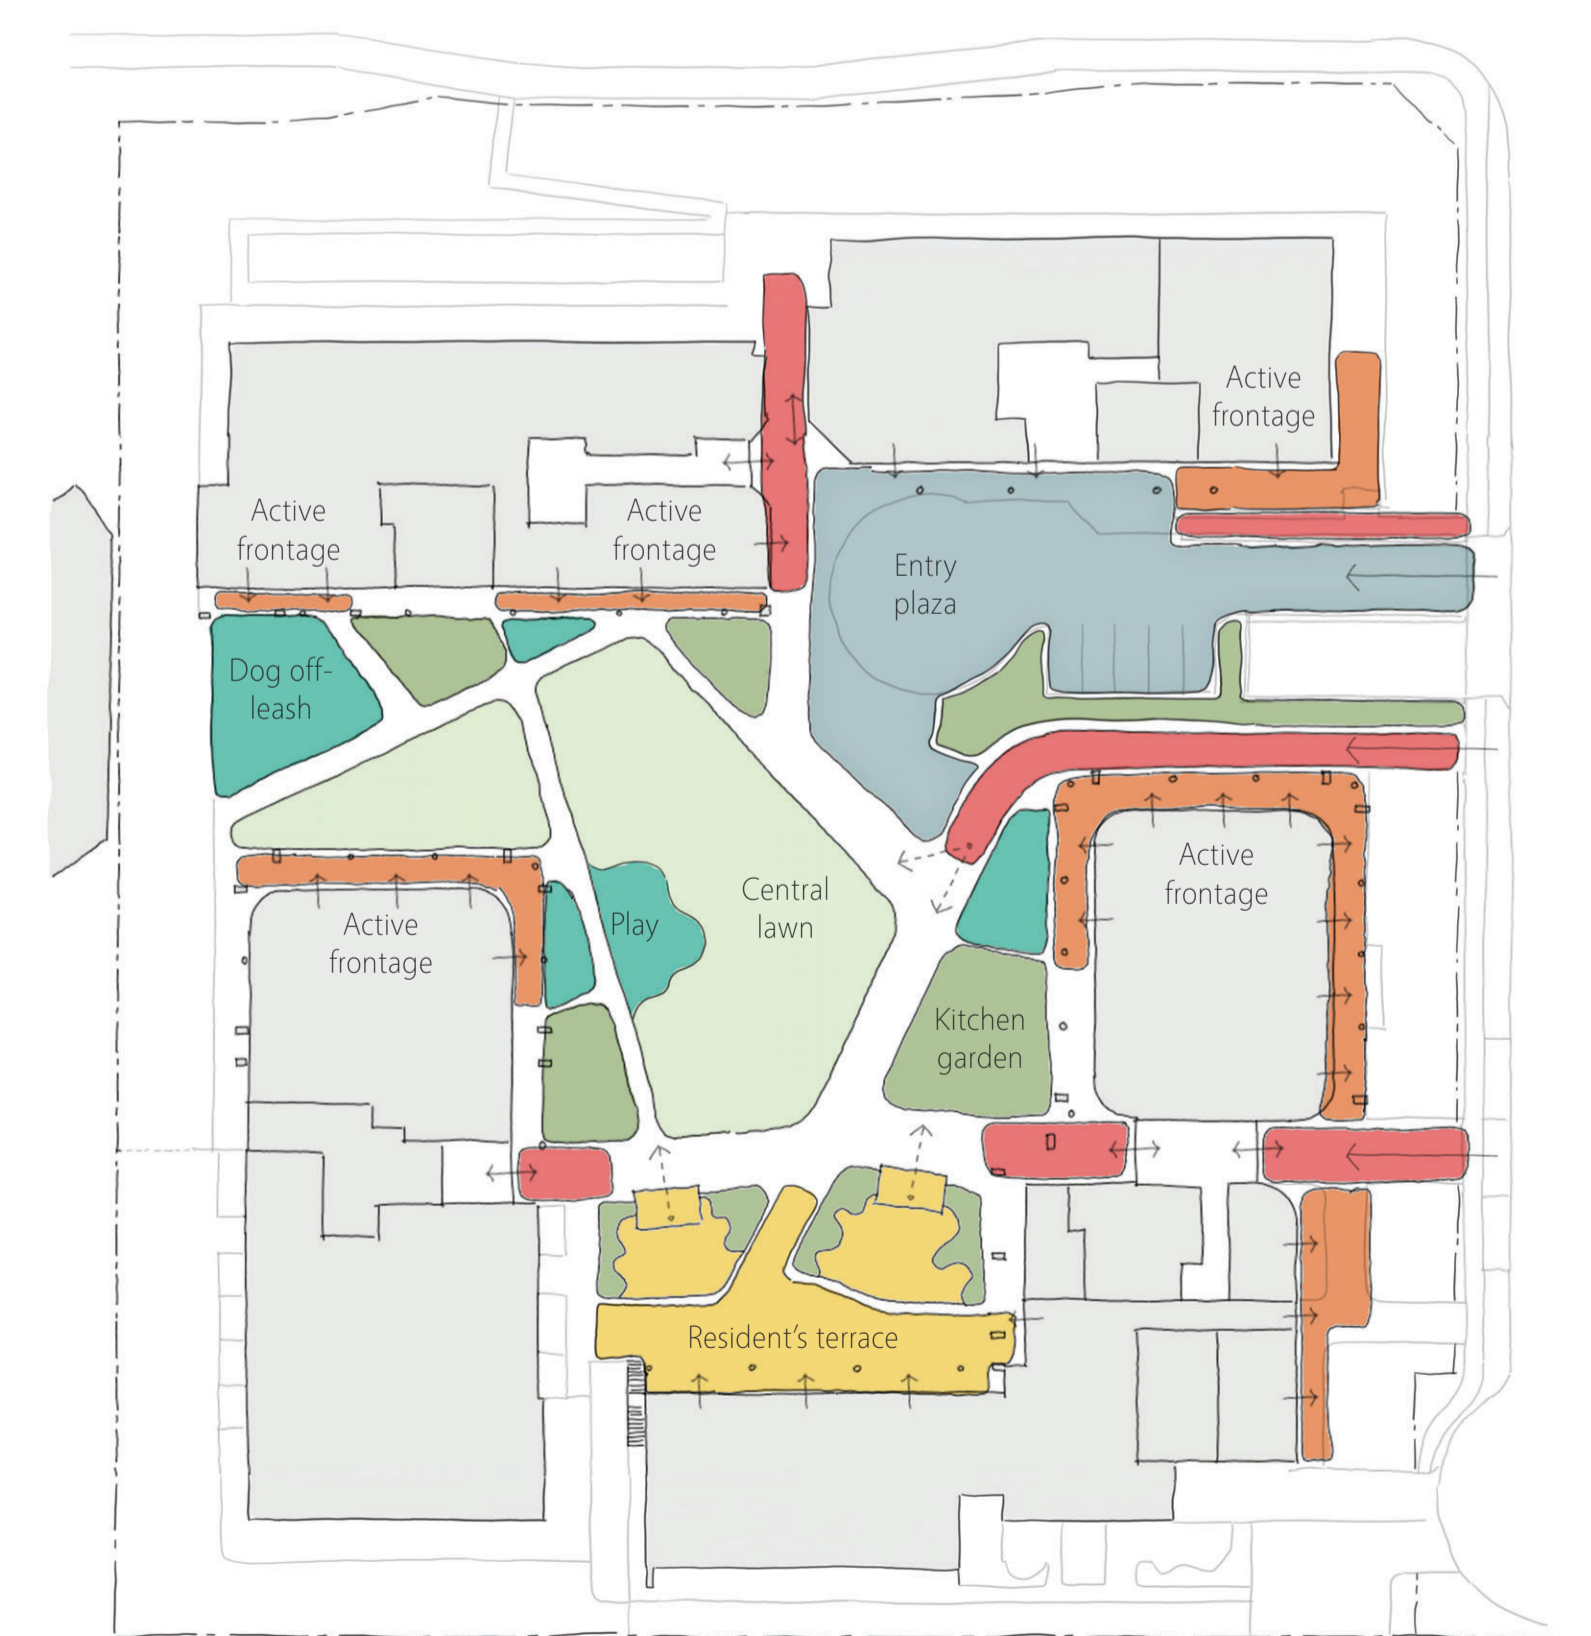 Active
frontage
Active
frontage
Active
frontage
Entry
plaza
Dog off-
leash
Active
frontage
Central
lawn
Play
Active
frontage
Kitchen
garden
Resident's terrace